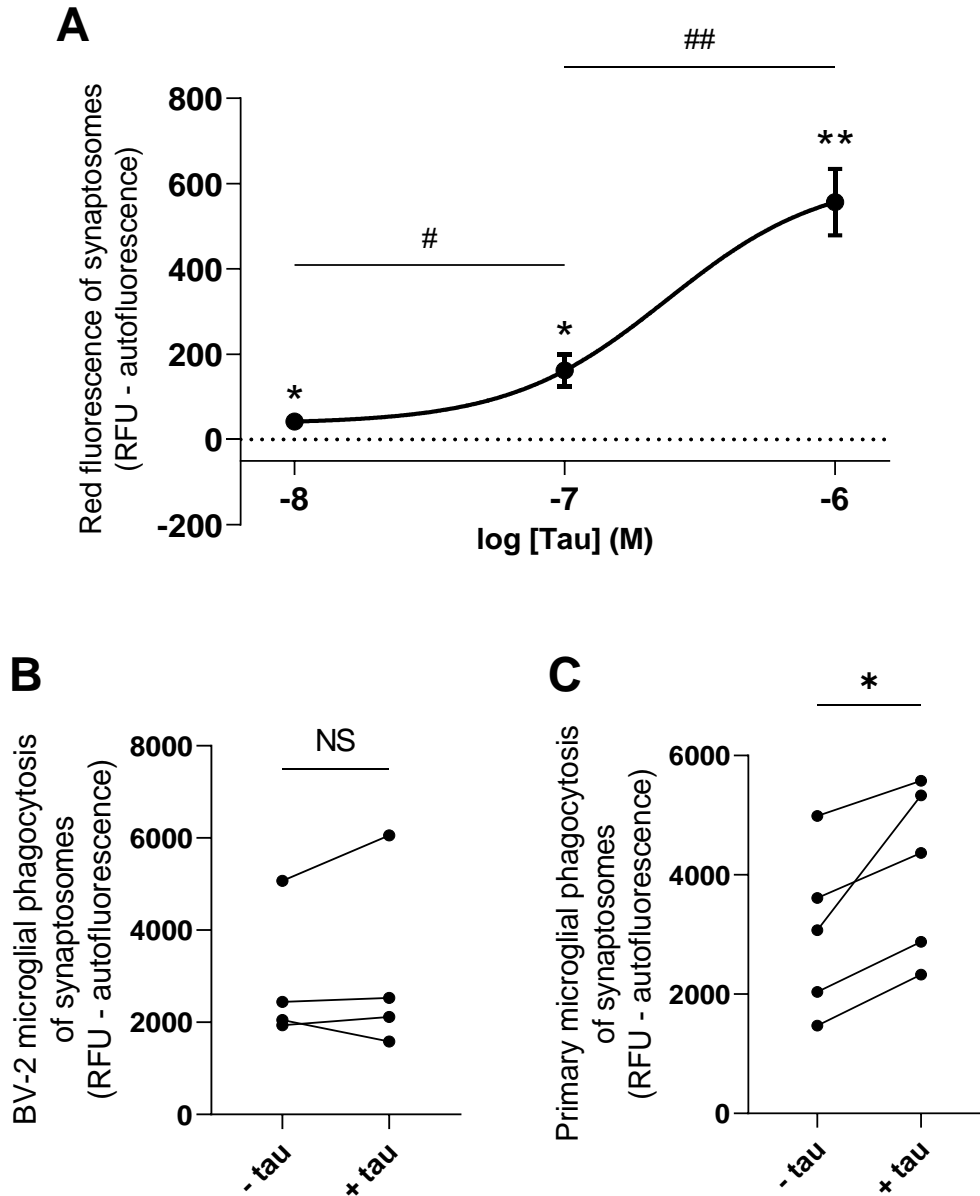 A
##
Red fluorescence of synaptosomes
(RFU - autofluorescence)
800
600
400
200
0
-200
**
#
*
*
-8
-7
-6
log [Tau] (M)
B
BV-2 microglial phagocytosis
of synaptosomes
(RFU - autofluorescence)
8000
6000
4000
2000
0
NS
- tau
+ tau
C
Primary microglial phagocytosis
of synaptosomes
(RFU - autofluorescence)
6000
4000
2000
0
*
- tau
+ tau